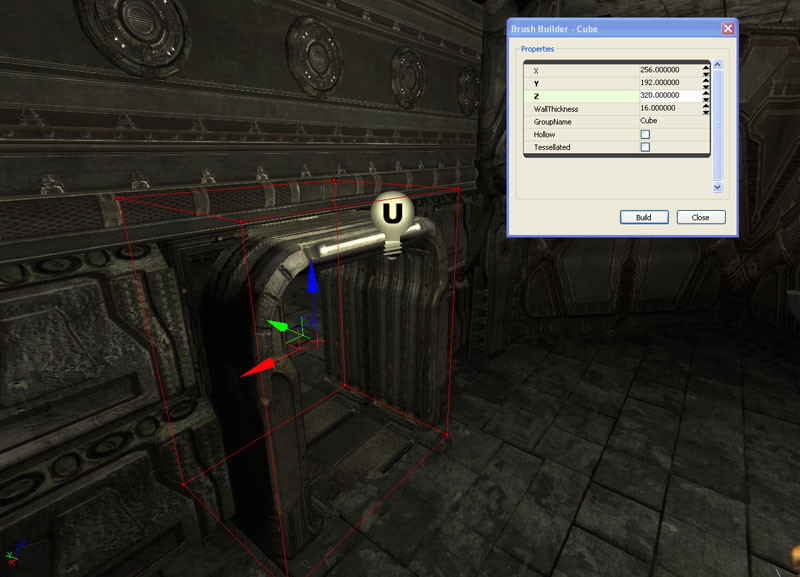 Brush Builder - Cube
Properties
X 256.000000
Y 192.000000
Z 320.000000
WallThickness 16.000000
GroupName Cube
Hollow
Tessellated
Build Close
U